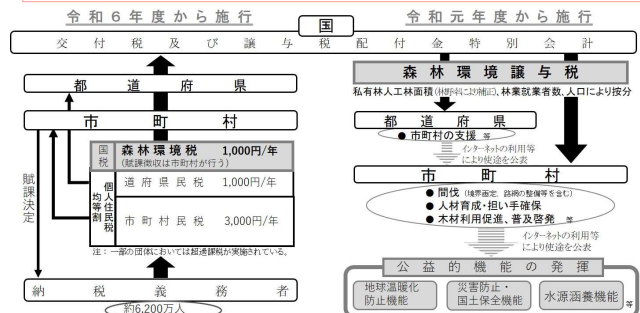 令和６年度から施行
令和元年度から施行
国
交付税及び譲与税配付金特別会計
都道府県
市町村
国税
森林環境税 1,000円/年
(賦課徴収は市町村が行う)
個人住民税均等割
道府県民税 1,000円/年
市町村民税 3,000円/年
注：一部の団体においては超過課税が実施されている。
賦課決定
納税義務者
約6,200万人
森林環境譲与税
私有林人工林面積(林野率により補正)、林業就業者数、人口により按分
都道府県
● 市町村の支援 等
インターネットの利用等
により使途を公表
市町村
● 間伐（境界画定、路網の整備等を含む）
● 人材育成・担い手確保
● 木材利用促進、普及啓発 等
インターネットの利用等
により使途を公表
公益的機能の発揮
地球温暖化
防止機能
災害防止・
国土保全機能
水源涵養機能
等